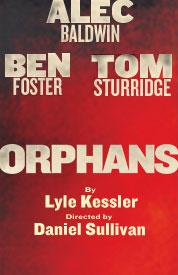 ALEC
BALDWIN
BEN TOM
FOSTER STURRIDGE
ORPHANS
By
Lyle Kessler
Directed by
Daniel Sullivan